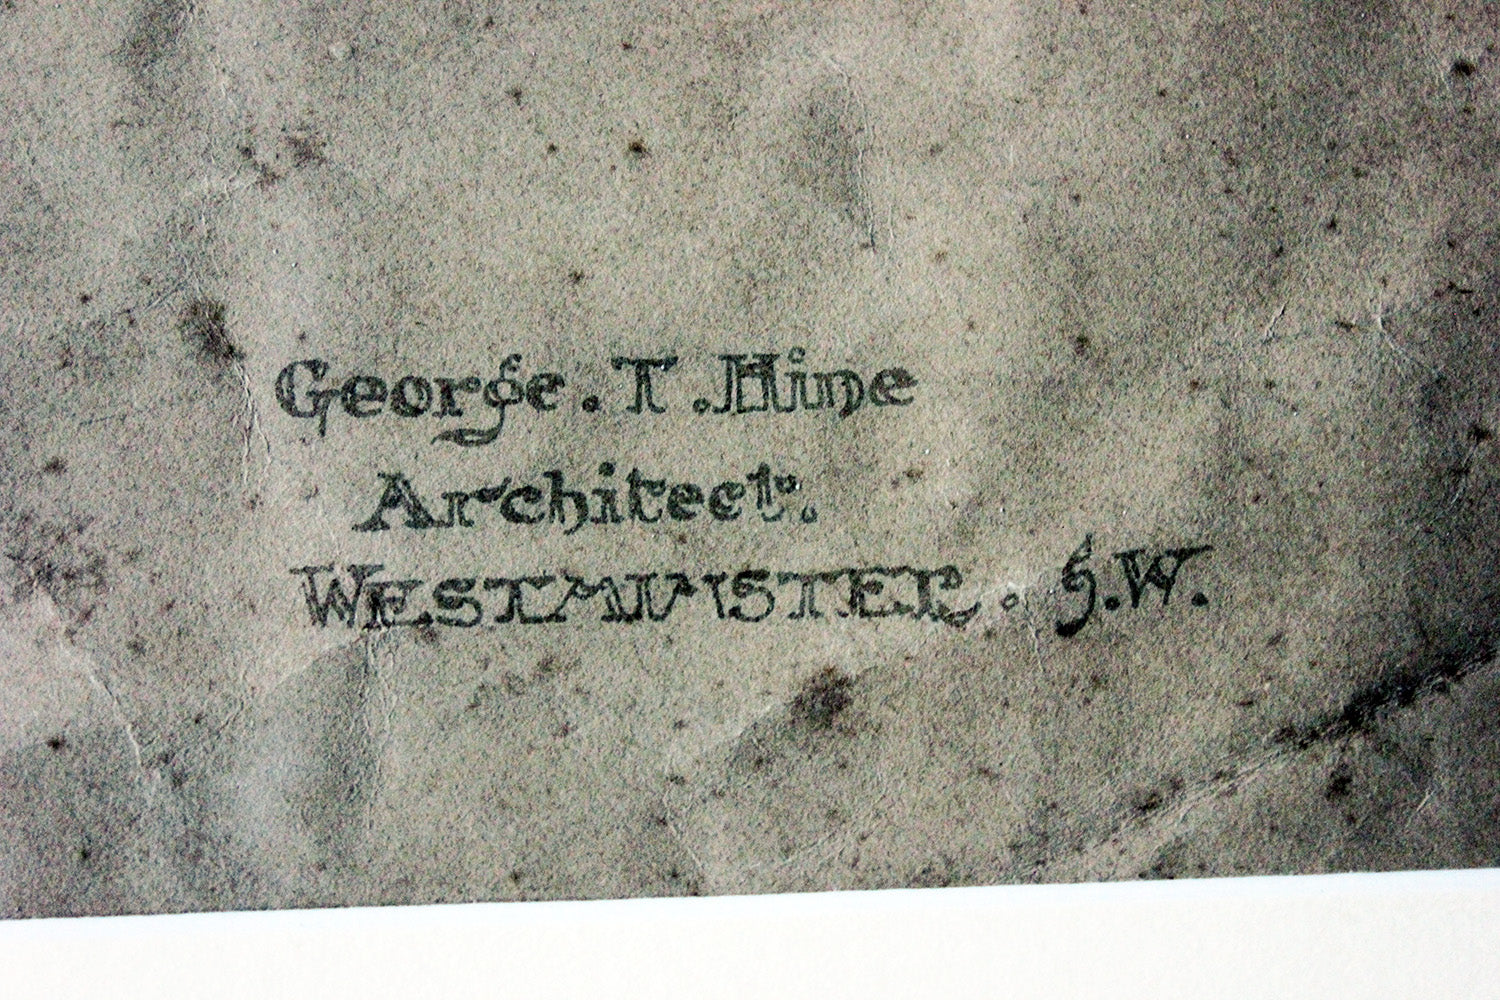 George . T . Hine
Architect.
WESTMINSTER . S.W.